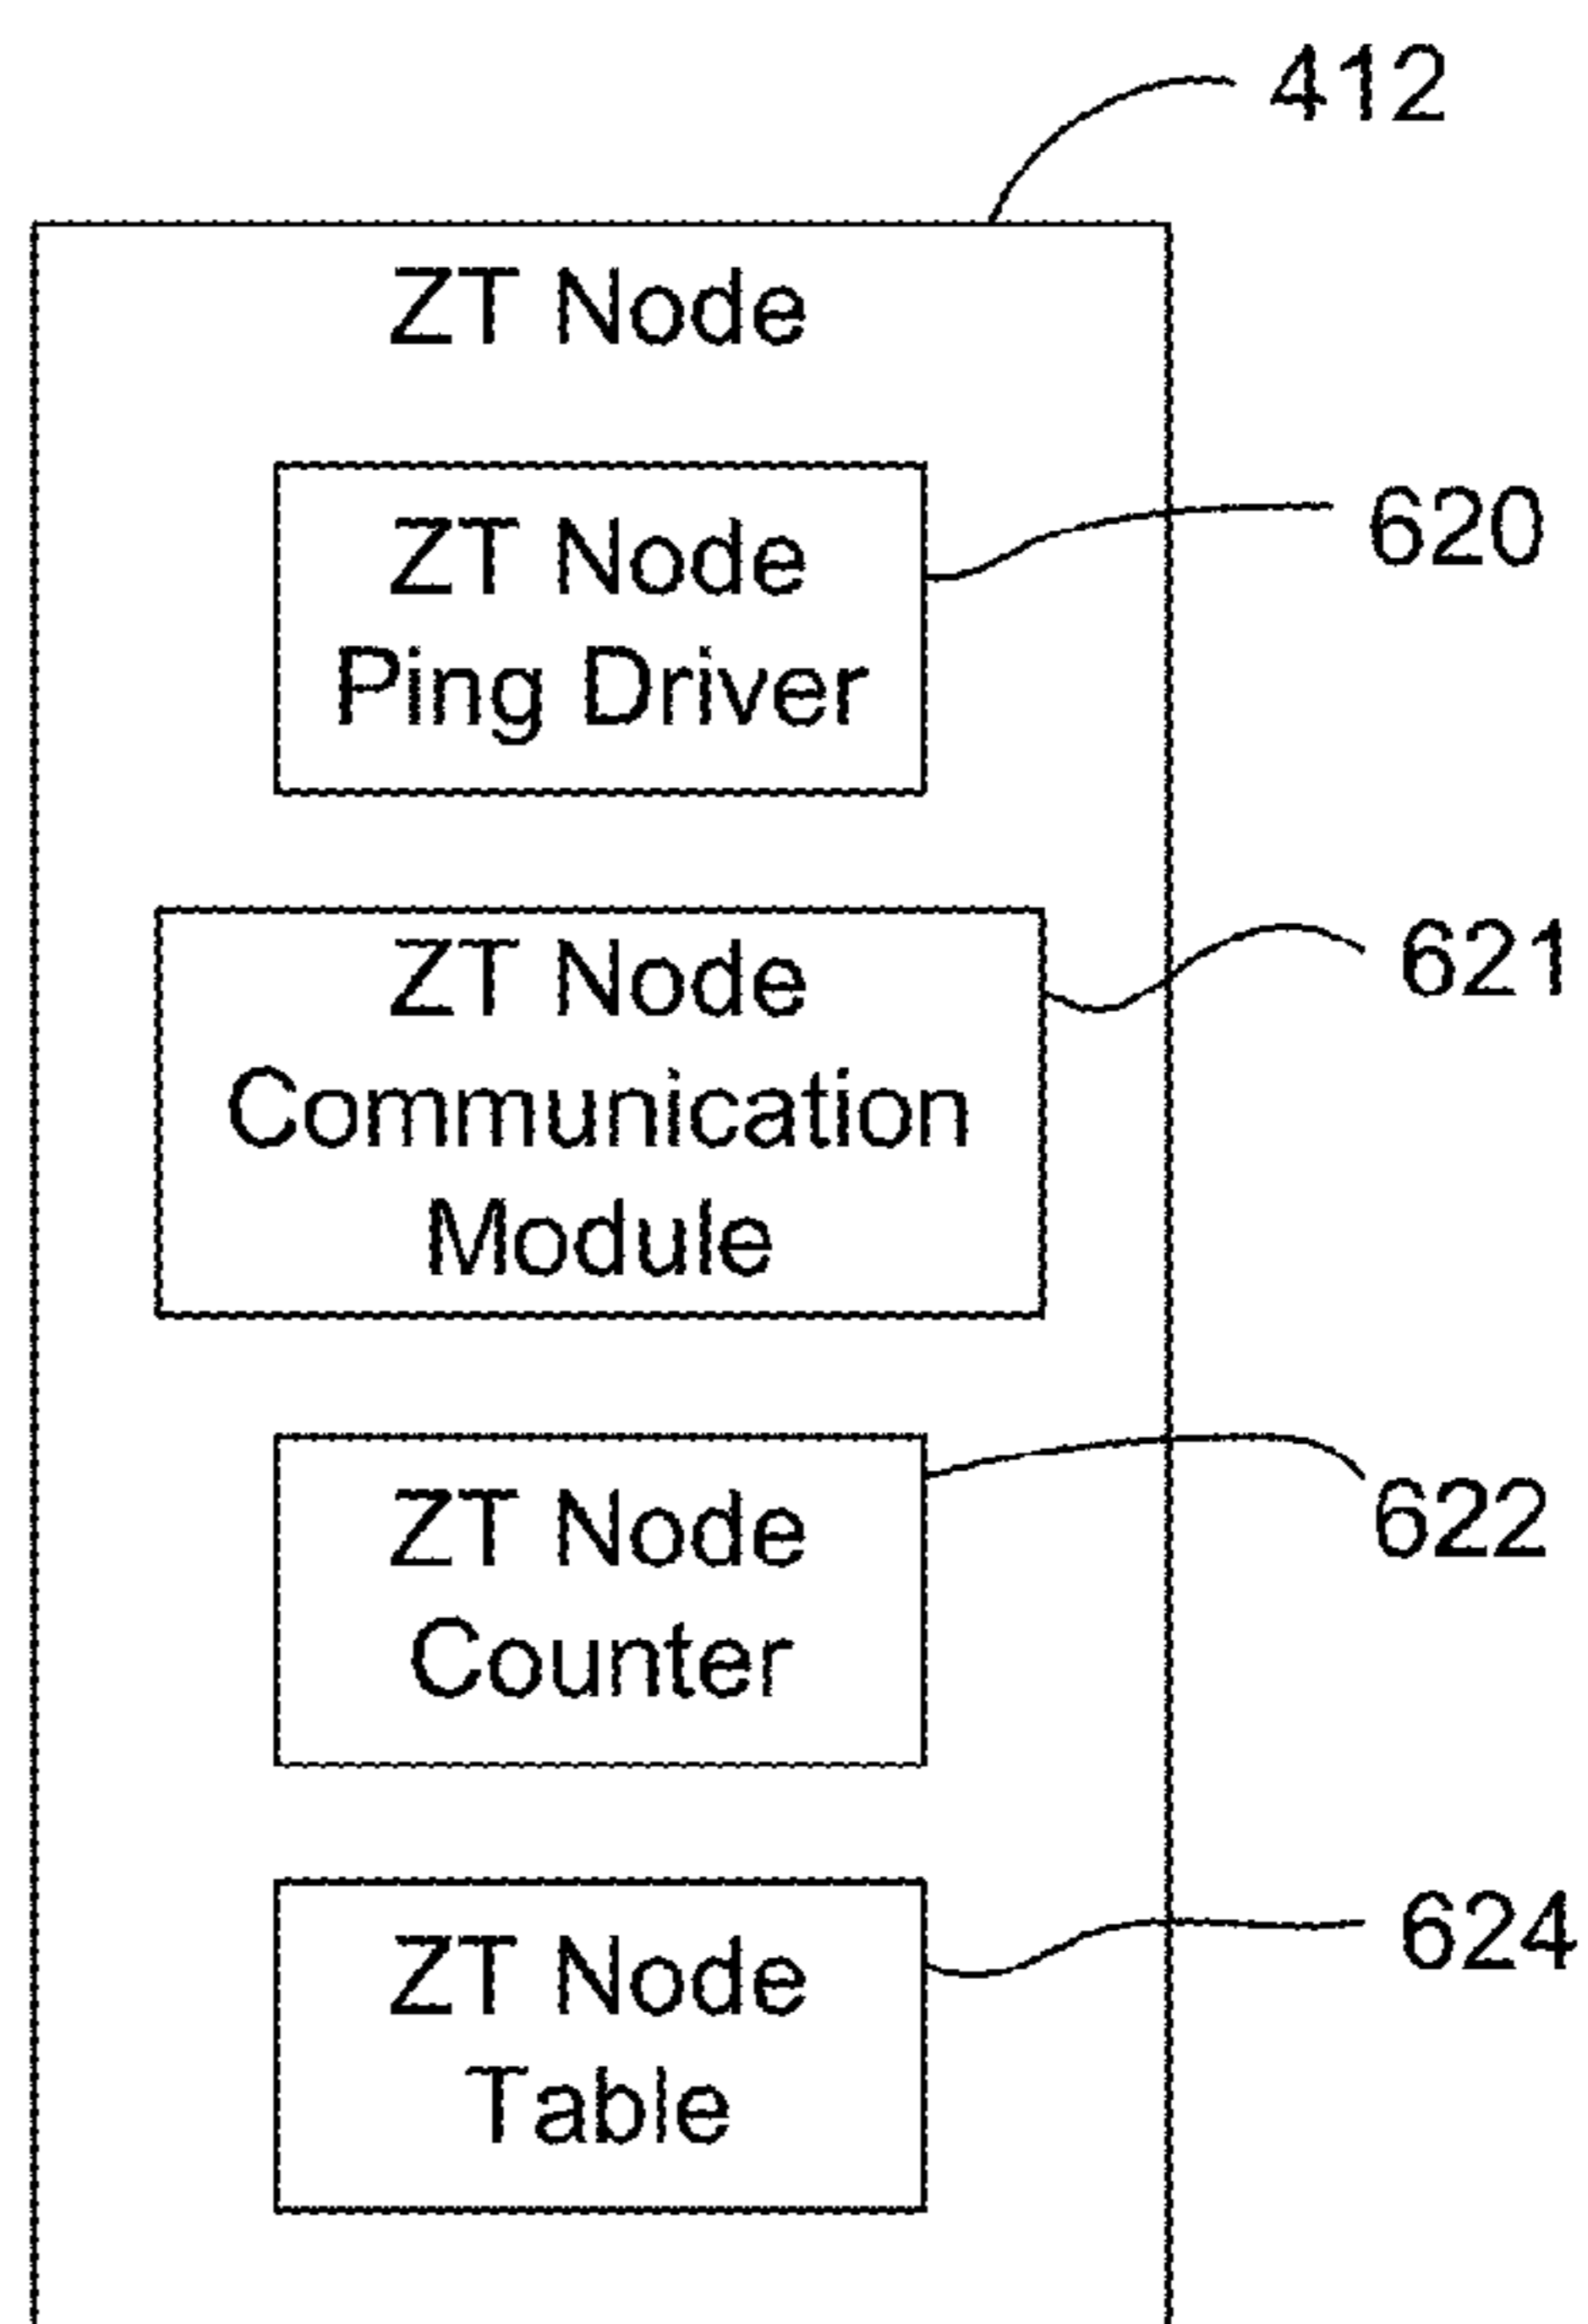 412
ZT Node
ZT Node
Ping Driver
620
ZT Node
Communication
Module
621
ZT Node
Counter
622
ZT Node
Table
624